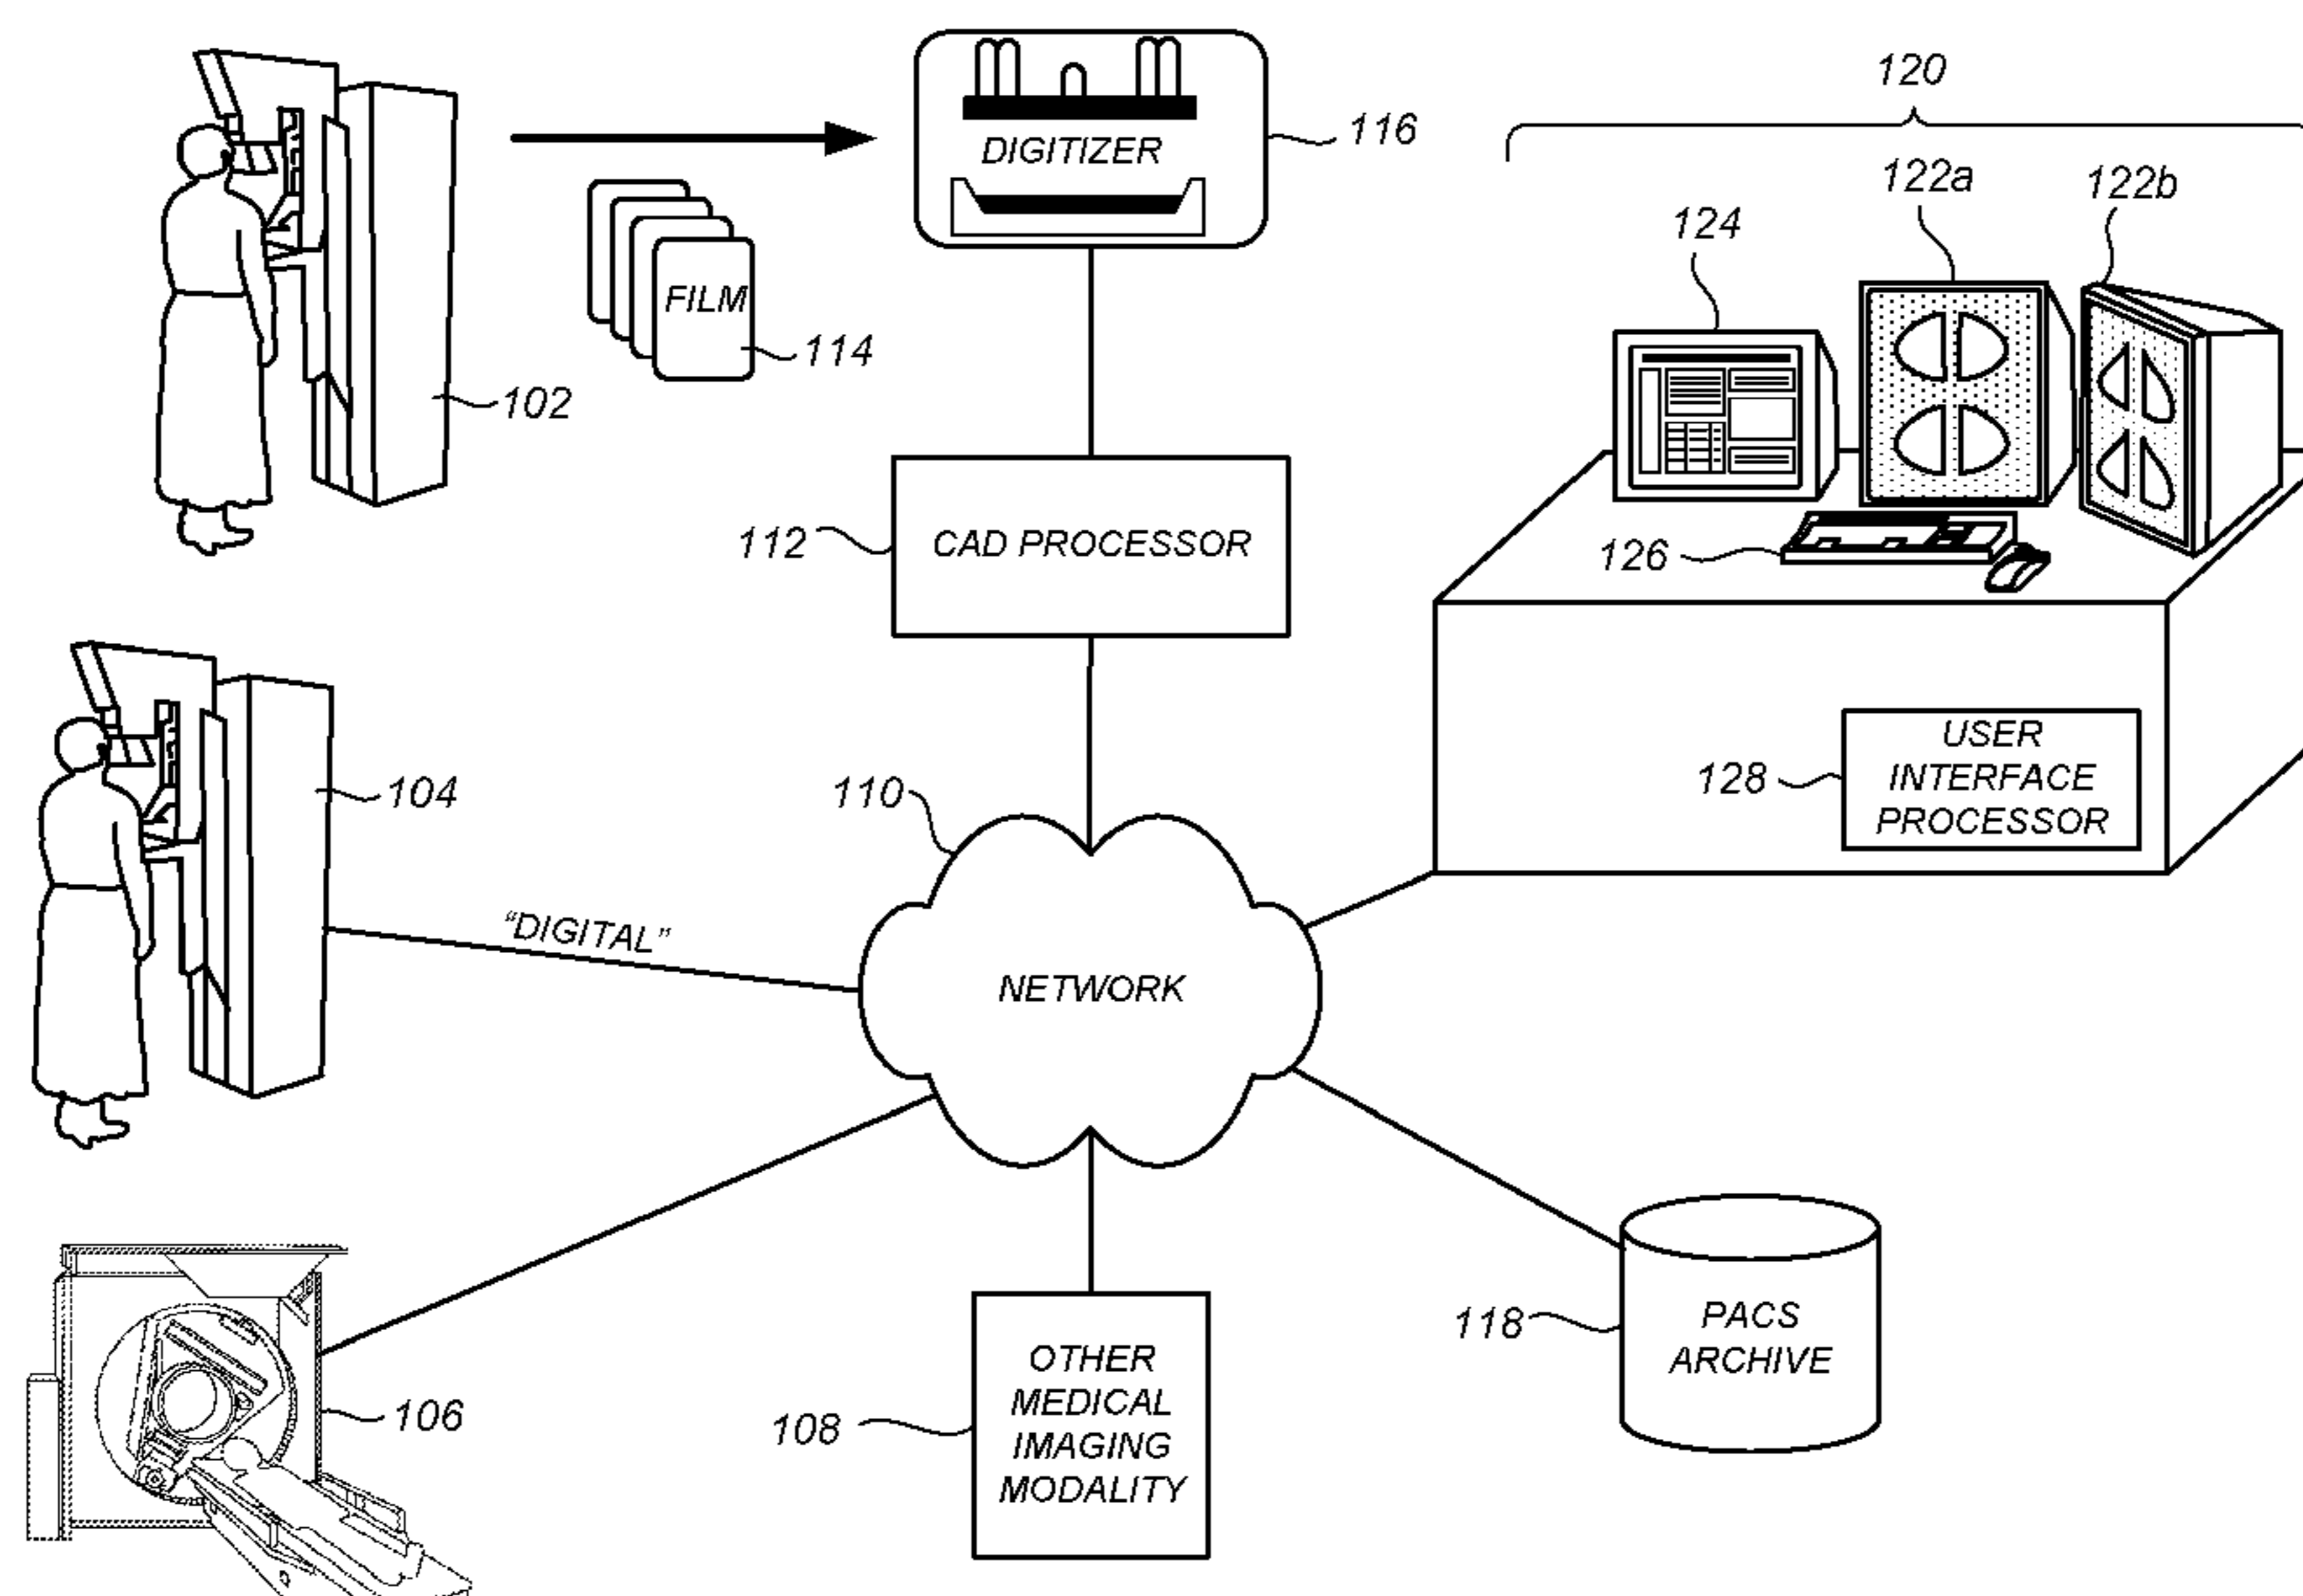 120
116
DIGITIZER
122a
122b
124
FILM
114
102
112
CAD PROCESSOR
126
USER
INTERFACE
PROCESSOR
128
104
110
“DIGITAL”
NETWORK
118
PACS
ARCHIVE
106
108
OTHER
MEDICAL
IMAGING
MODALITY